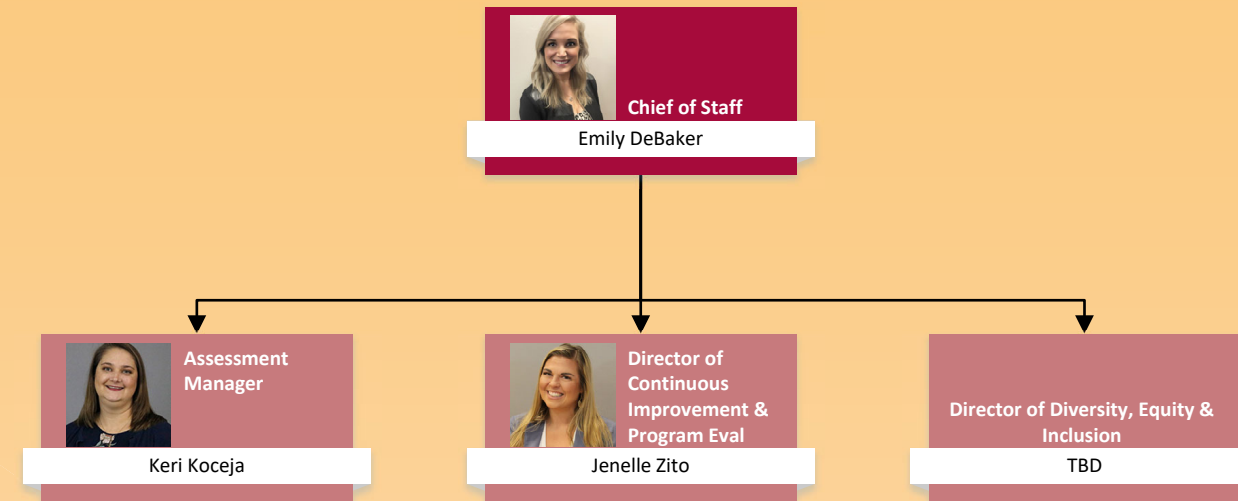 Chief of Staff
Emily DeBaker
Assessment
Manager
Keri Koceja
Director of
Continuous
Improvement &
Program Eval
Jenelle Zito
Director of Diversity, Equity &
Inclusion
TBD